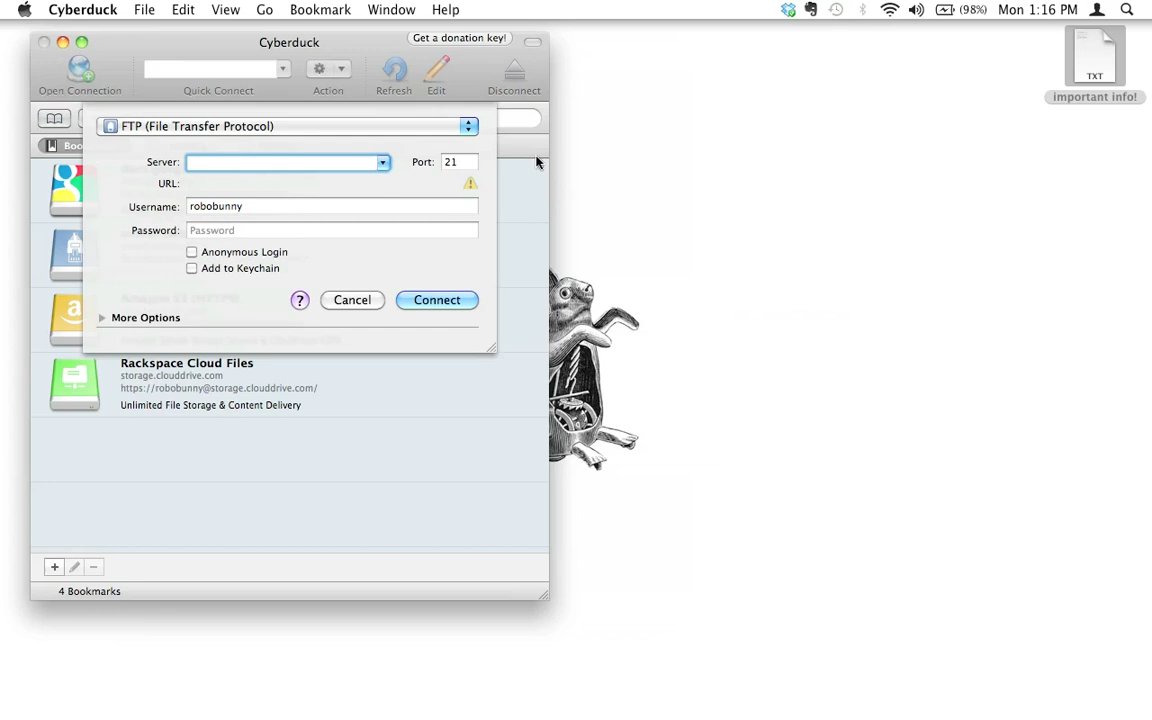 Cyberduck File Edit View Go Bookmark Window Help (98%) Mon 1:16 PM
Cyberduck
Get a donation key!
Open Connection Quick Connect Action Refresh Edit Disconnect
TXT
important info!
FTP (File Transfer Protocol)
Boo
Server: Port: 21
URL:
Username: robobunny
Password: Password
Anonymous Login
Add to Keychain
? Cancel Connect
More Options
Rackspace Cloud Files
storage.clouddrive.com
https://robobunny@storage.clouddrive.com/
Unlimited File Storage & Content Delivery
4 Bookmarks